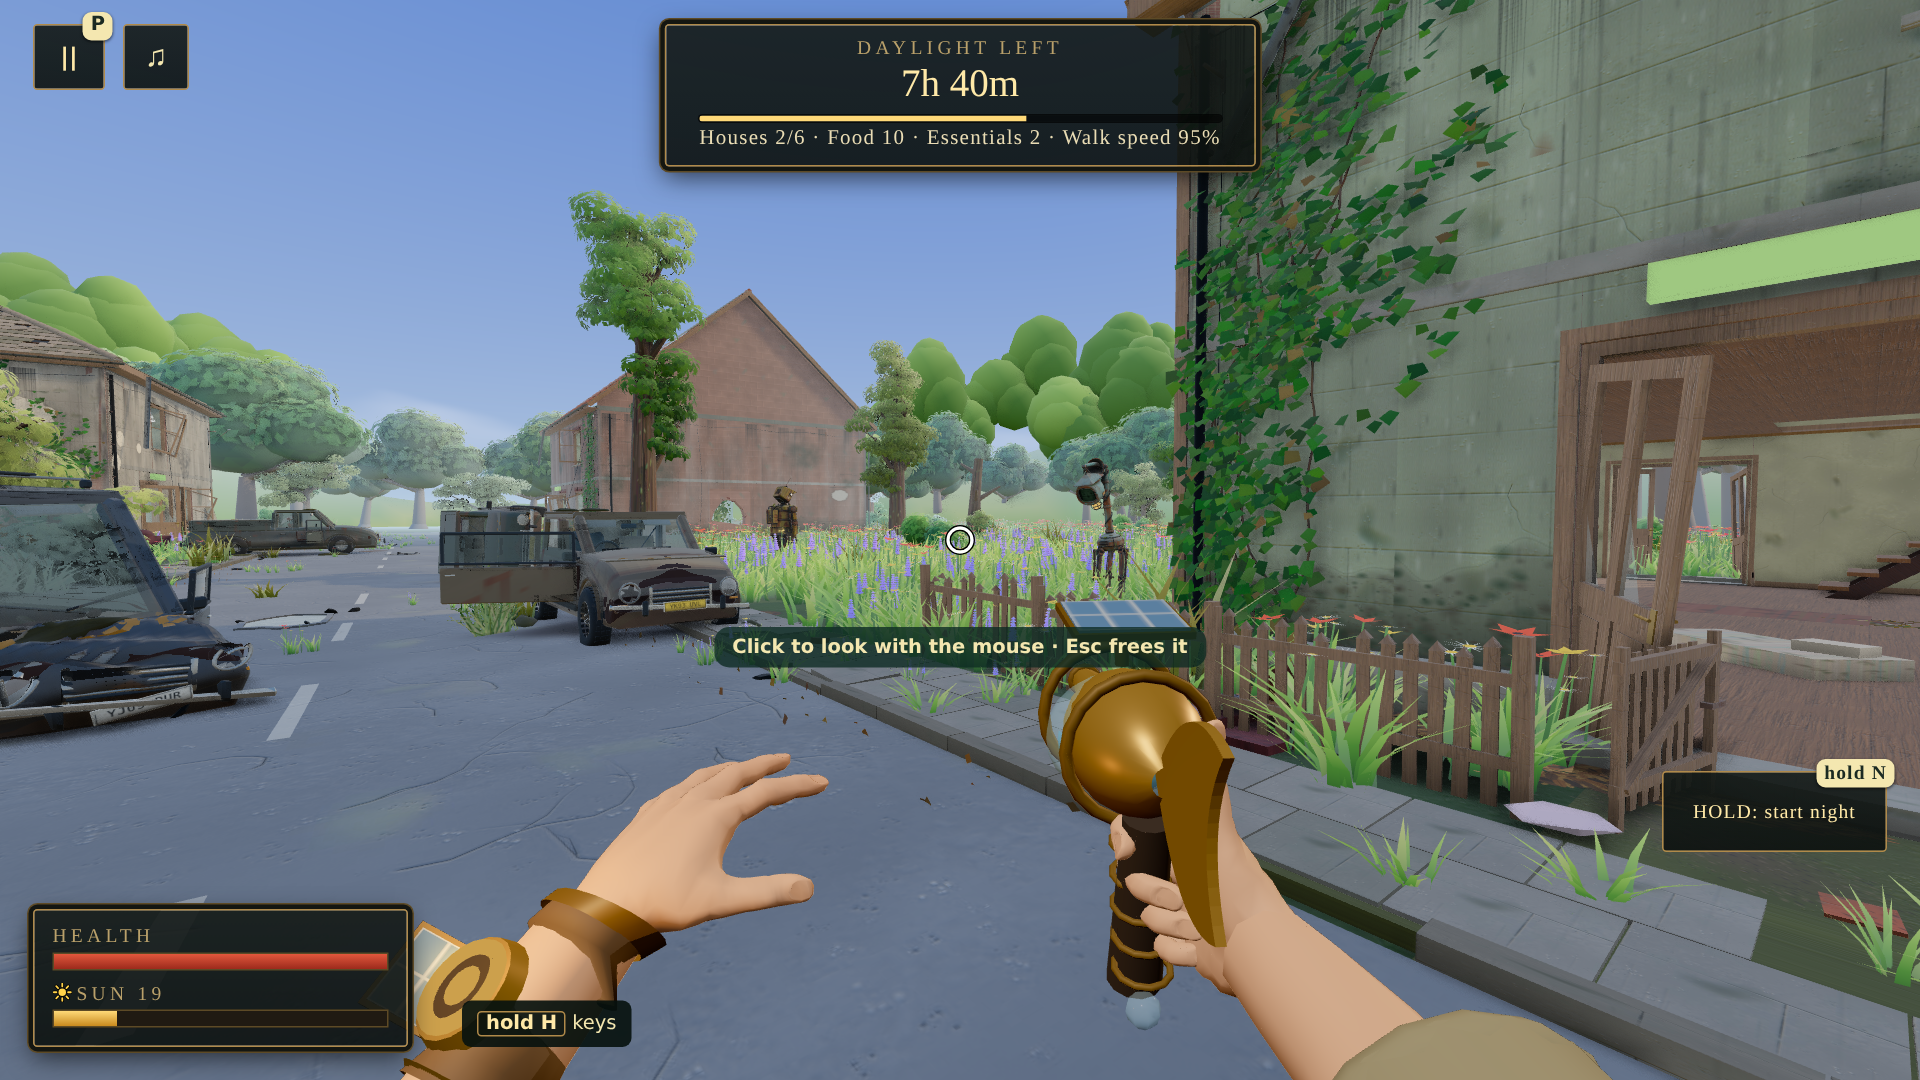 P
DAYLIGHT LEFT
7h 40m
Houses 2/6 · Food 10 · Essentials 2 · Walk speed 95%
Click to look with the mouse · Esc frees it
hold N
HOLD: start night
HEALTH
SUN 19
hold H keys